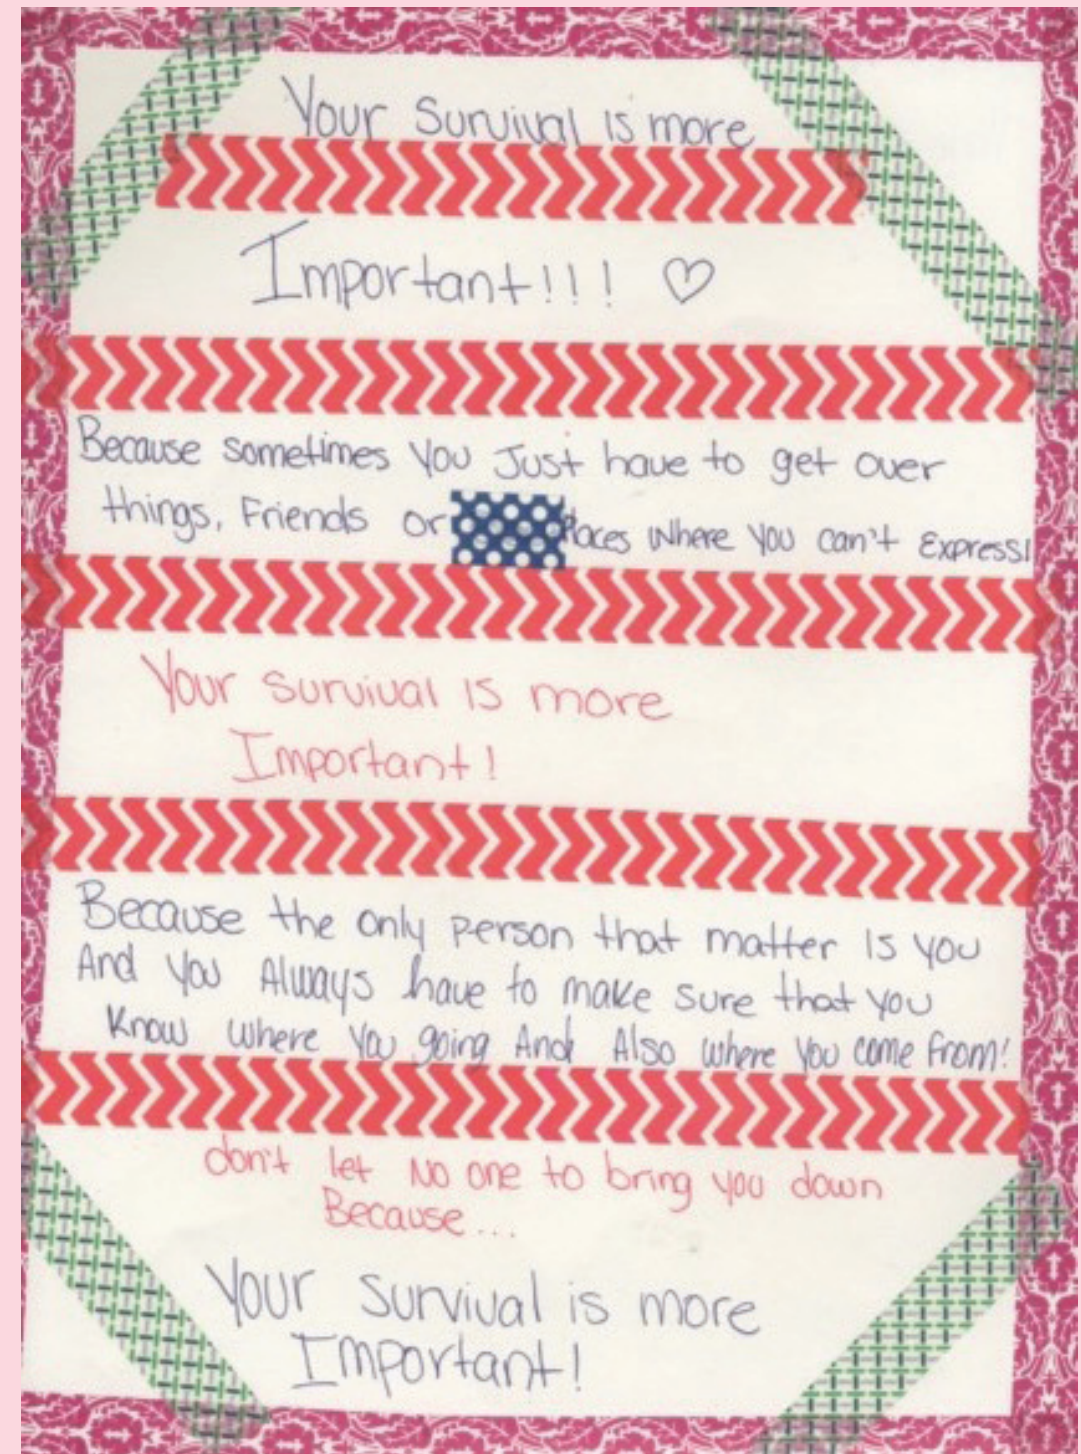 Your Survival is more
Important!!! ♡
Because sometimes You Just have to get over
things, Friends or Places Where You can't Express!
Your survival is more
Important!
Because the only person that matter is you
And you Always have to make sure that you
Know where You going And Also where you come from!
don't let No one to bring you down
Because...
Your Survival is more
Important!